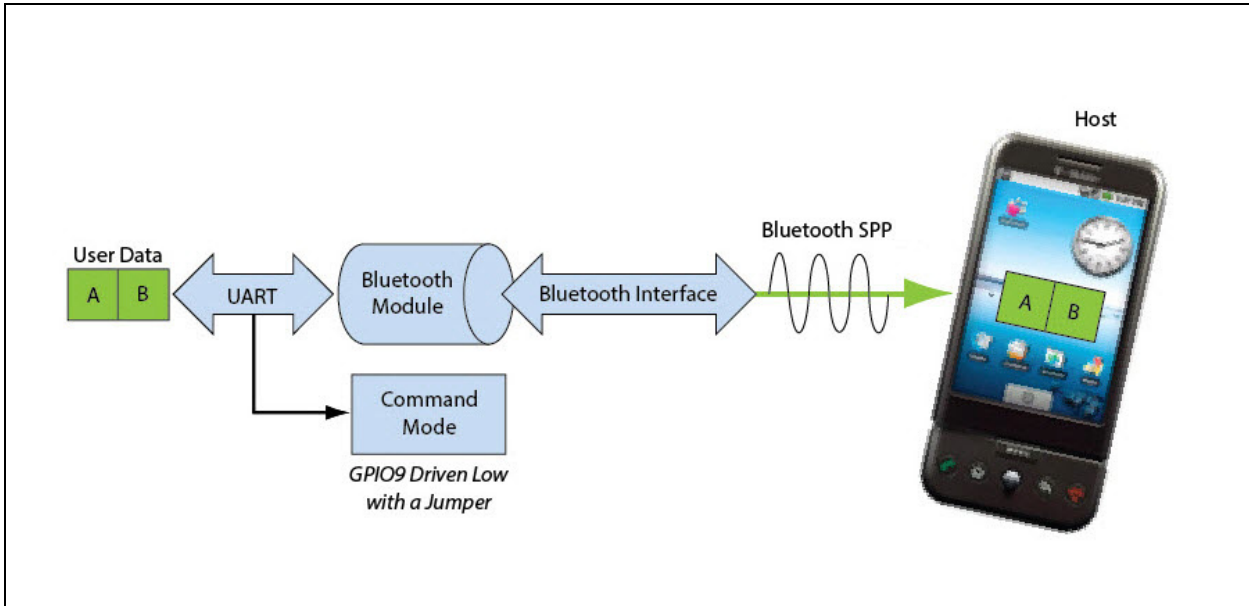 Host
Bluetooth SPP
User Data
A B
UART
Bluetooth
Module
Bluetooth Interface
A B
Command
Mode
GPIO9 Driven Low
with a Jumper